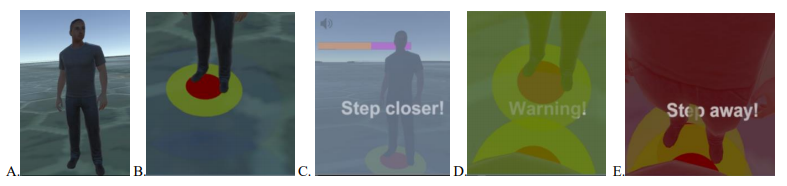 Step closer!
Warning!
Step away!
A. B. C. D. E.